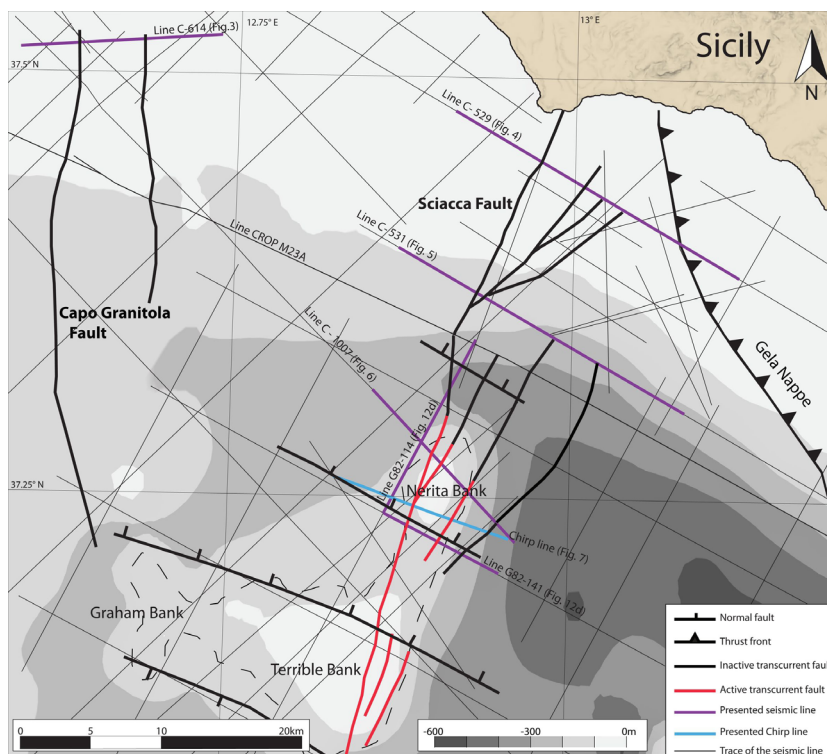 12.75° E
13° E
Line C-614 (Fig.3)
Sicily
N
37.5° N
Line C-529 (Fig. 4)
Sciacca Fault
Line C-531 (Fig. 5)
Line CROP M23A
Capo Granitola
Fault
Line C-1007 (Fig. 6)
Gela Nappe
Line G82-114 (Fig. 12d)
37.25° N
Nerita Bank
Chirp line (Fig. 7)
Line G82-141 (Fig. 12d)
Graham Bank
Terrible Bank
Normal fault
Thrust front
Inactive transcurrent faul
Active transcurrent fault
Presented seismic line
Presented Chirp line
Trace of the seismic line
0 5 10 20km
-600 -300 0m